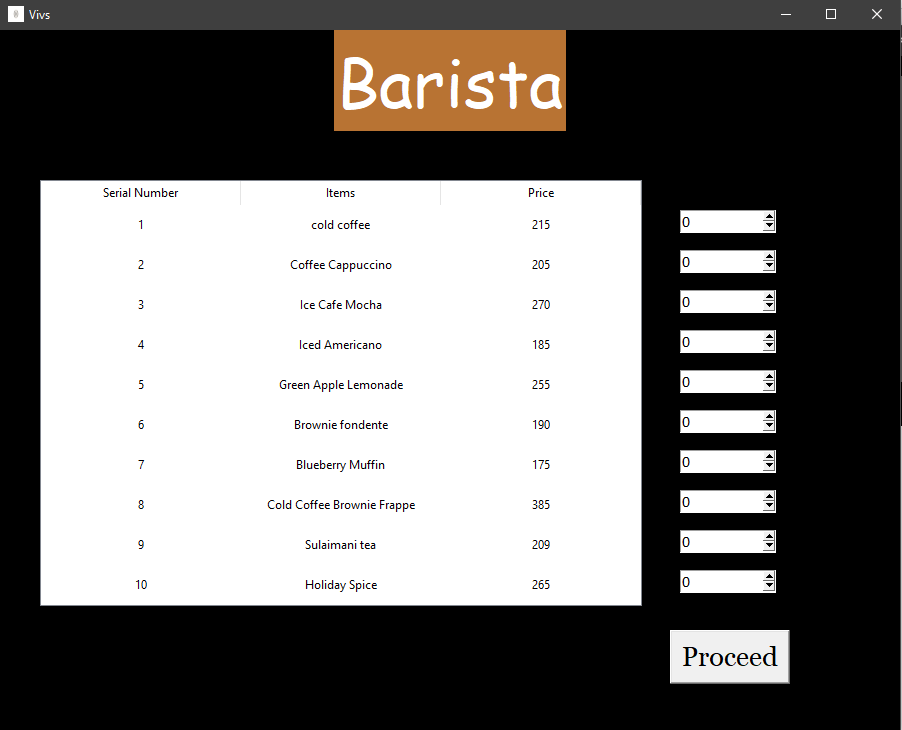 Vivs
Barista
Serial Number Items Price
1 cold coffee 215 0
2 Coffee Cappuccino 205 0
3 Ice Cafe Mocha 270 0
4 Iced Americano 185 0
5 Green Apple Lemonade 255 0
6 Brownie fondente 190 0
7 Blueberry Muffin 175 0
8 Cold Coffee Brownie Frappe 385 0
9 Sulaimani tea 209 0
10 Holiday Spice 265 0
Proceed